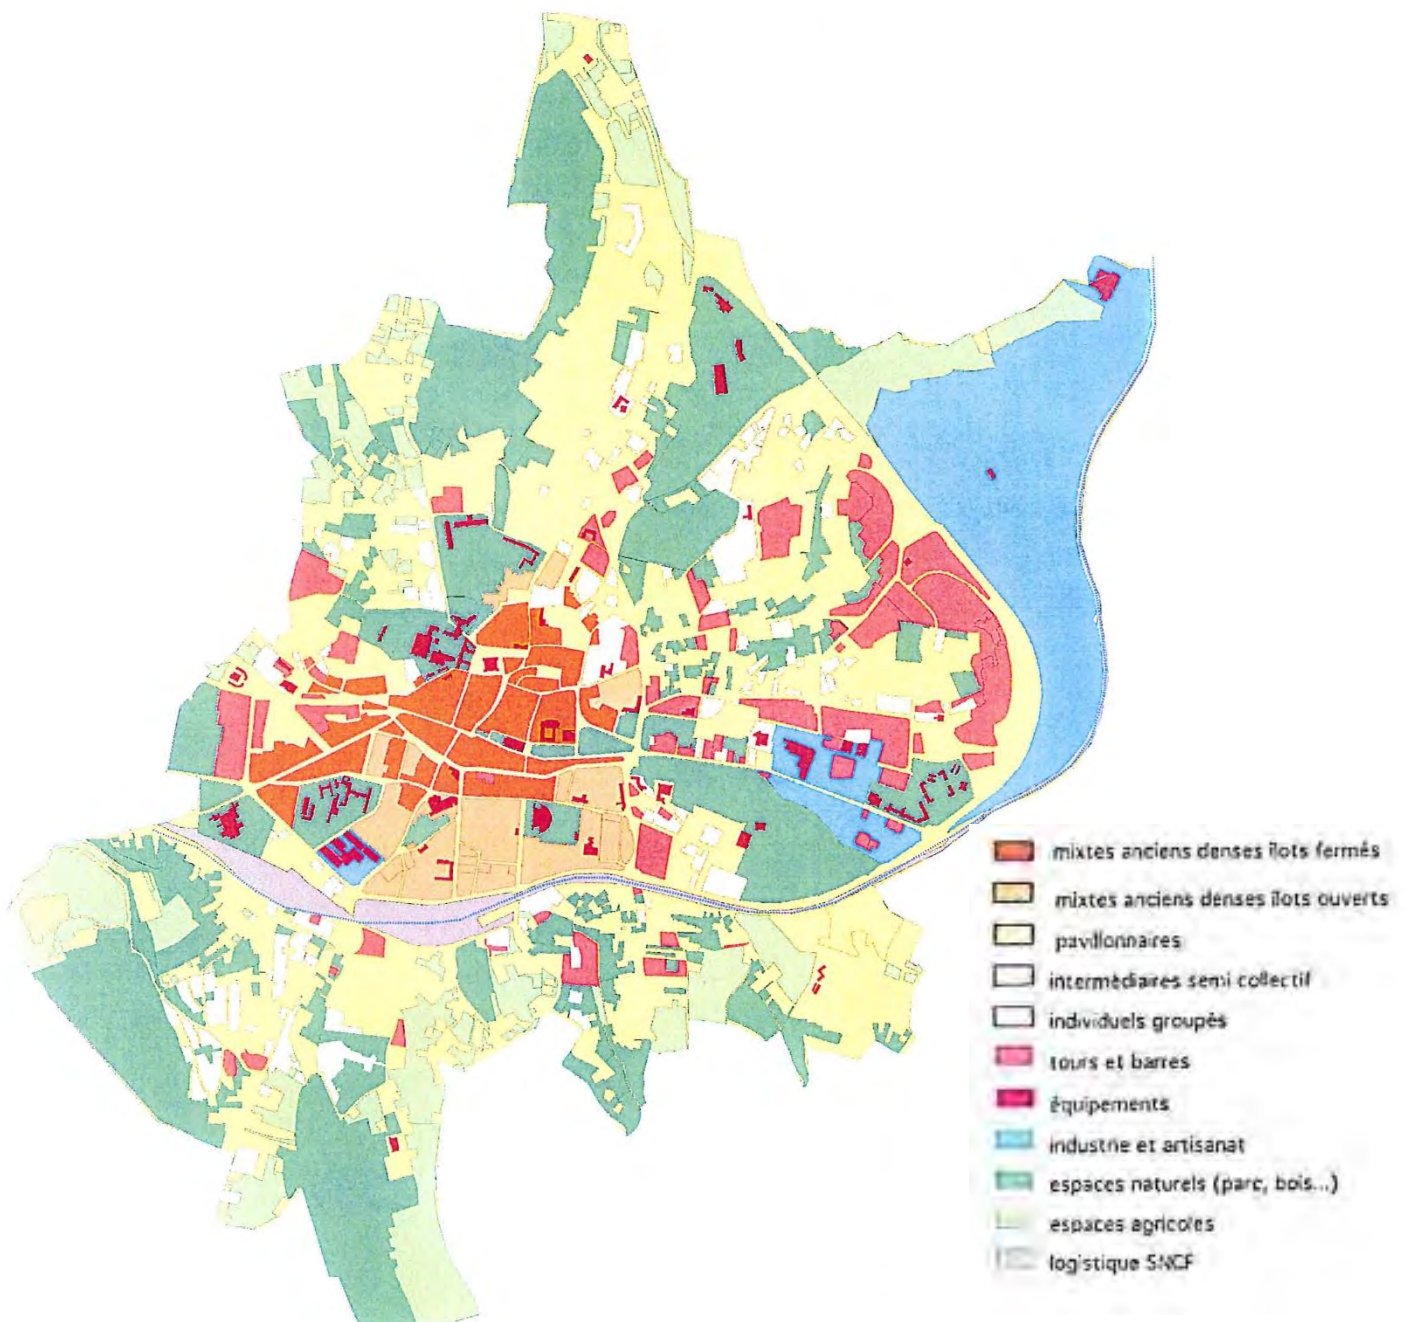 mixtes anciens denses îlots fermés
mixtes anciens denses îlots ouverts
pavillonnaires
intermédiaires semi collectif
individuels groupés
tours et barres
équipements
industrie et artisanat
espaces naturels (parc, bois...)
espaces agricoles
logistique SNCF